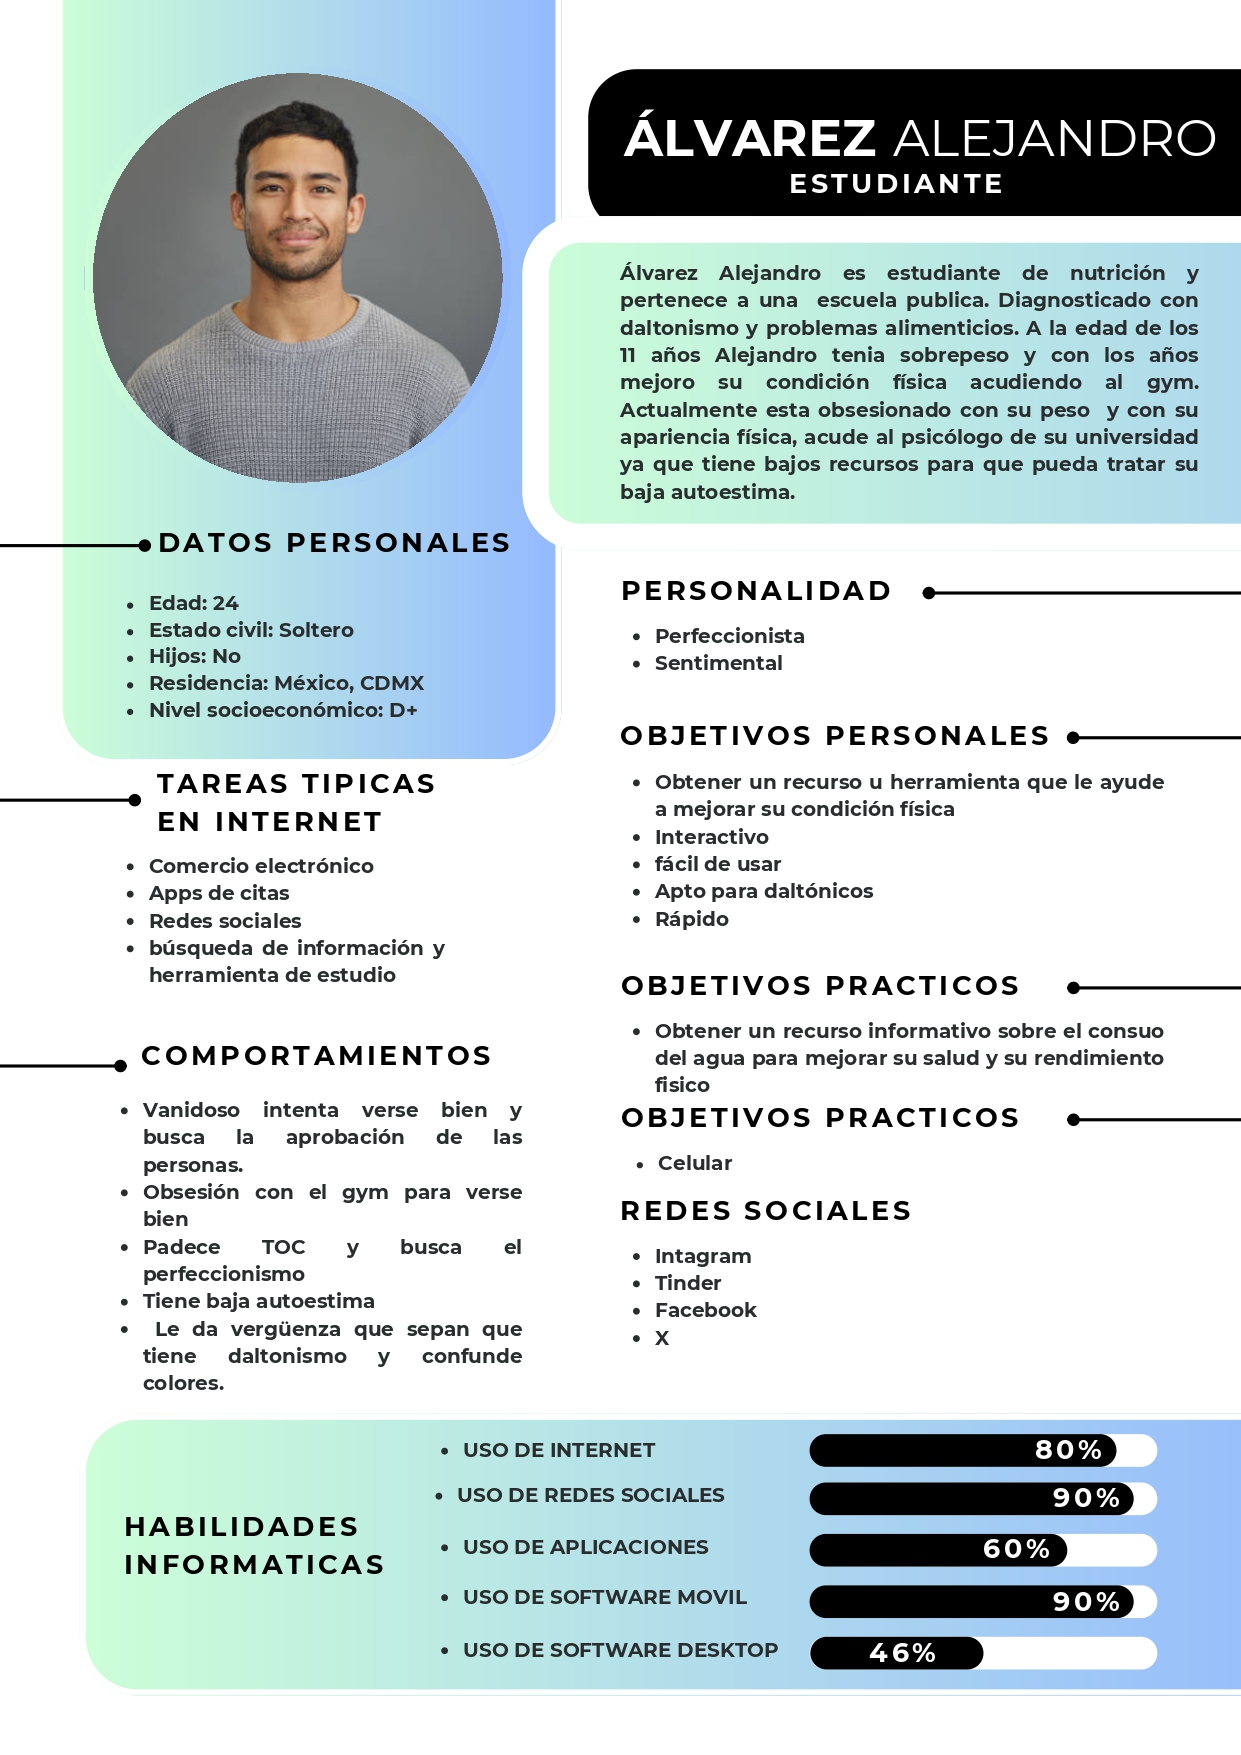 ÁLVAREZ ALEJANDRO
ESTUDIANTE
Álvarez Alejandro es estudiante de nutrición y
pertenece a una escuela publica. Diagnosticado con
daltonismo y problemas alimenticios. A la edad de los
11 años Alejandro tenia sobrepeso y con los años
mejoro su condición física acudiendo al gym.
Actualmente esta obsesionado con su peso y con su
apariencia física, acude al psicólogo de su universidad
ya que tiene bajos recursos para que pueda tratar su
baja autoestima.
DATOS PERSONALES
• Edad: 24
• Estado civil: Soltero
• Hijos: No
• Residencia: México, CDMX
• Nivel socioeconómico: D+
TAREAS TIPICAS
EN INTERNET
• Comercio electrónico
• Apps de citas
• Redes sociales
• búsqueda de información y
herramienta de estudio
COMPORTAMIENTOS
• Vanidoso intenta verse bien y
busca la aprobación de las
personas.
• Obsesión con el gym para verse
bien
• Padece TOC y busca el
perfeccionismo
• Tiene baja autoestima
• Le da vergüenza que sepan que
tiene daltonismo y confunde
colores.
PERSONALIDAD
• Perfeccionista
• Sentimental
OBJETIVOS PERSONALES
• Obtener un recurso u herramienta que le ayude
a mejorar su condición física
• Interactivo
• fácil de usar
• Apto para daltónicos
• Rápido
OBJETIVOS PRACTICOS
• Obtener un recurso informativo sobre el consuo
del agua para mejorar su salud y su rendimiento
fisico
OBJETIVOS PRACTICOS
• Celular
REDES SOCIALES
• Intagram
• Tinder
• Facebook
• X
HABILIDADES
INFORMATICAS
• USO DE INTERNET 80%
• USO DE REDES SOCIALES 90%
• USO DE APLICACIONES 60%
• USO DE SOFTWARE MOVIL 90%
• USO DE SOFTWARE DESKTOP 46%